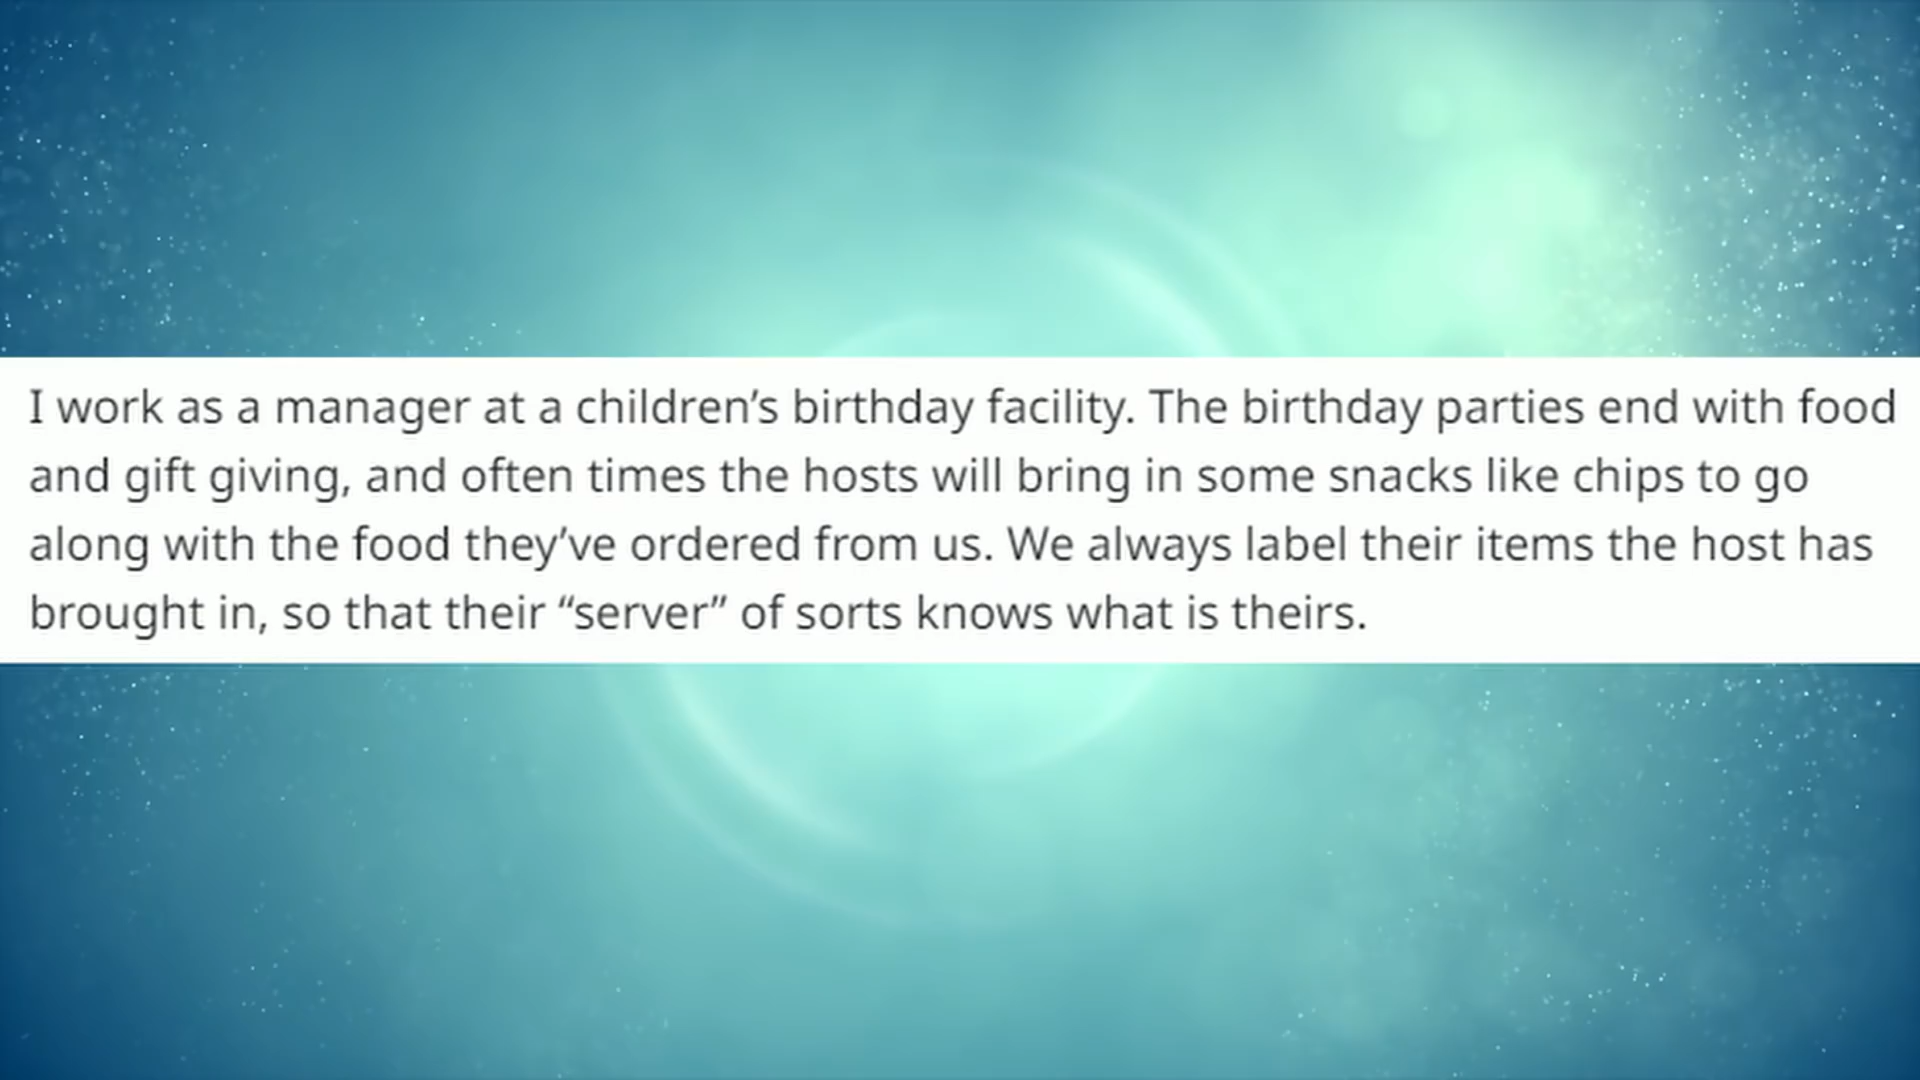 I work as a manager at a children’s birthday facility. The birthday parties end with food
and gift giving, and often times the hosts will bring in some snacks like chips to go
along with the food they’ve ordered from us. We always label their items the host has
brought in, so that their “server” of sorts knows what is theirs.